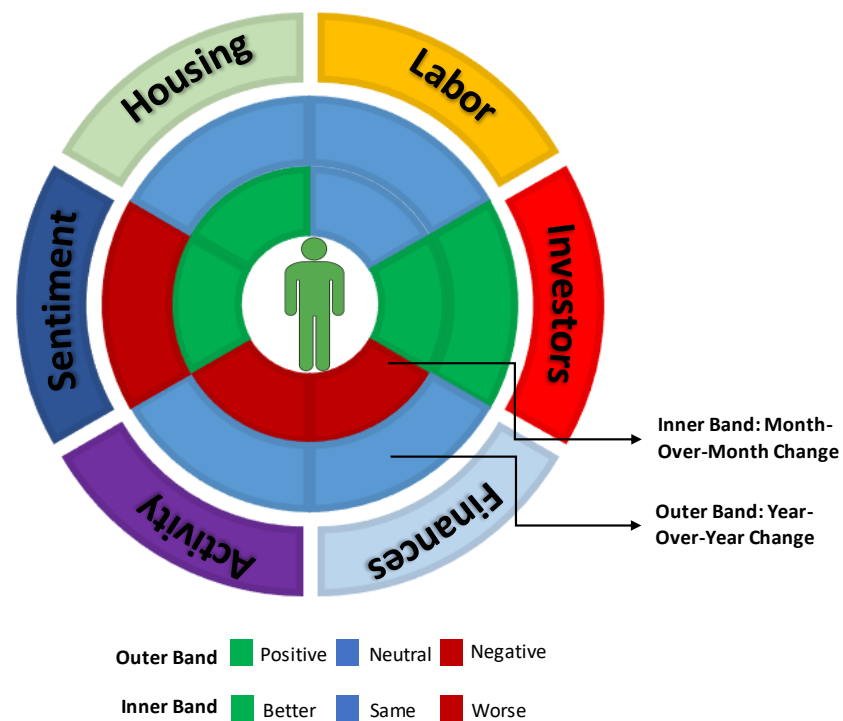 Housing
Labor
Sentiment
Investors
Activity
Finances
Inner Band: Month-
Over-Month Change
Outer Band: Year-
Over-Year Change
Outer Band Positive Neutral Negative
Inner Band Better Same Worse